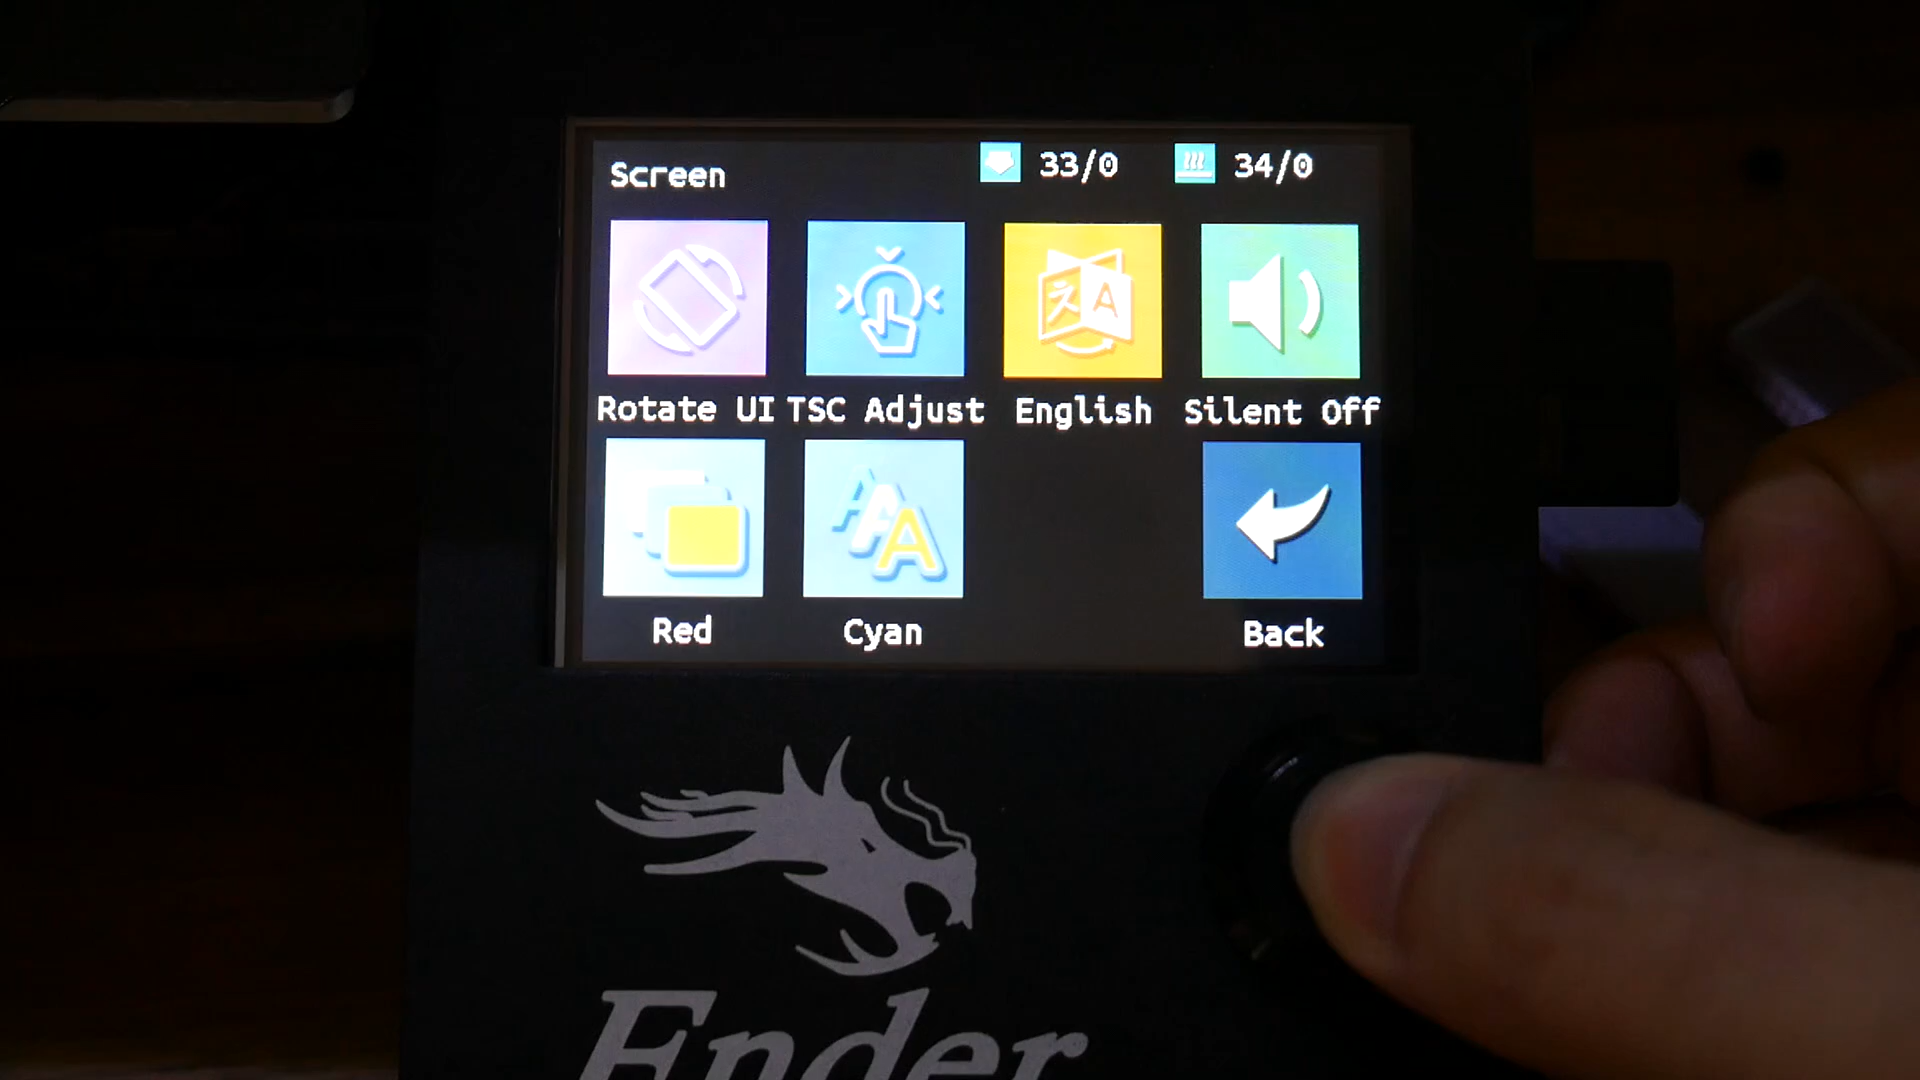 Screen 33/0 34/0
Rotate UI TSC Adjust English Silent Off
Red Cyan Back
Ender